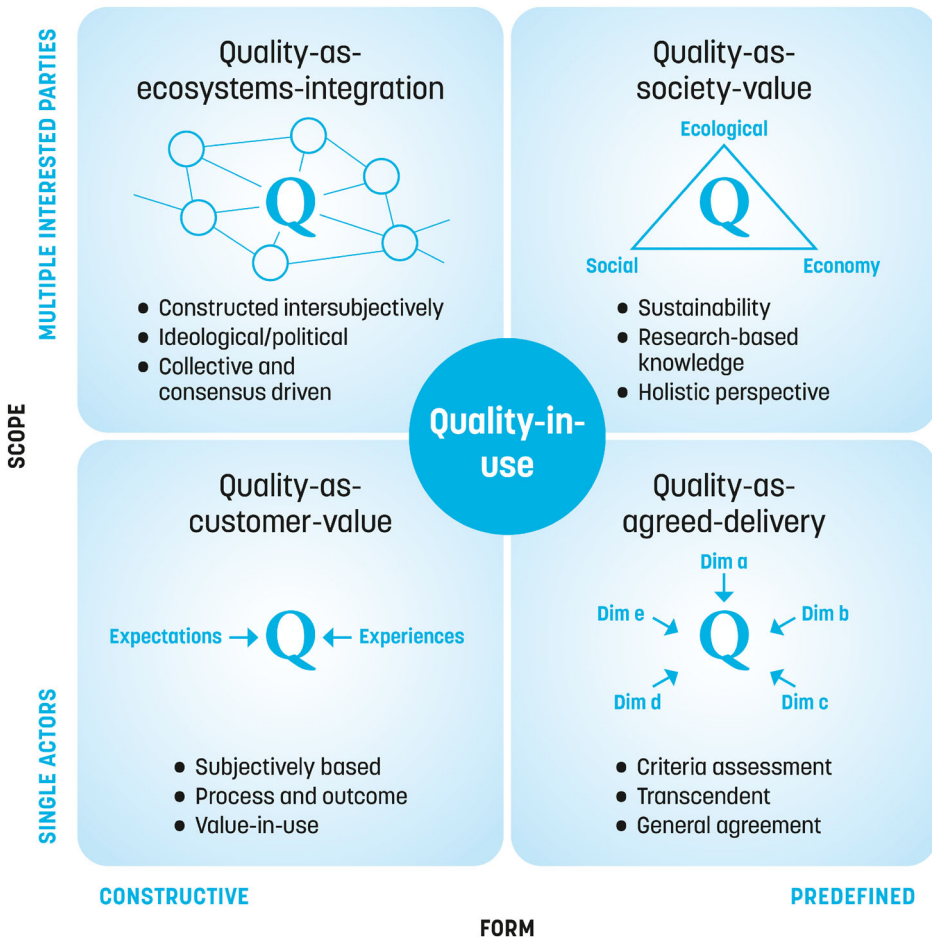 MULTIPLE INTERESTED PARTIES
SCOPE
SINGLE ACTORS
Quality-as-
ecosystems-integration
Q
Constructed intersubjectively
Ideological/political
Collective and
consensus driven
Quality-as-
society-value
Ecological
Q
Social
Economy
Sustainability
Research-based
knowledge
Holistic perspective
Quality-in-
use
Quality-as-
customer-value
Expectations
Q
Experiences
Subjectively based
Process and outcome
Value-in-use
Quality-as-
agreed-delivery
Dim a
Dim e
Q
Dim b
Dim d
Dim c
Criteria assessment
Transcendent
General agreement
CONSTRUCTIVE
PREDEFINED
FORM